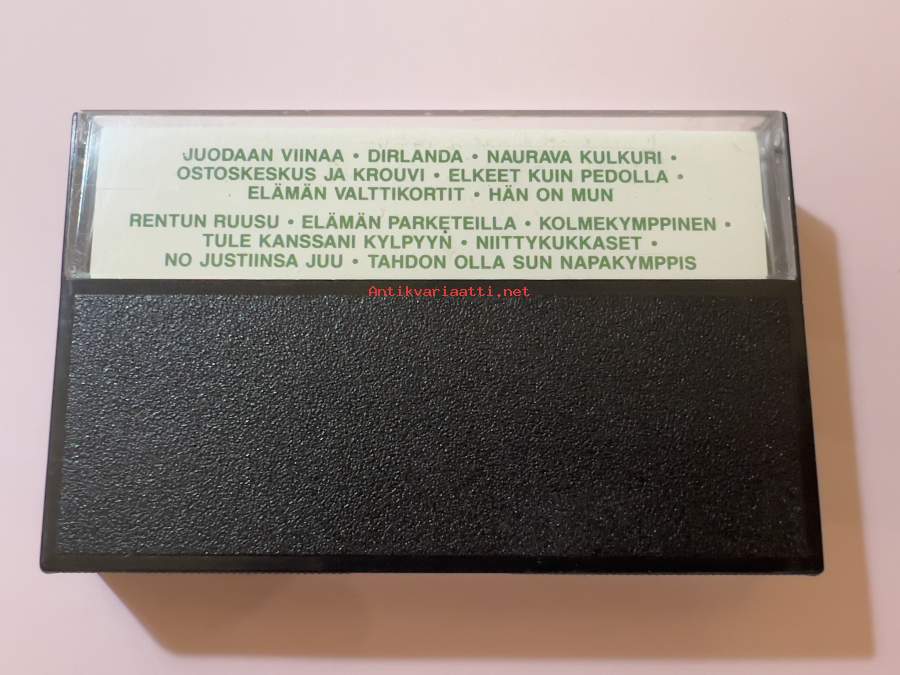 JUODAAN VIINAA • DIRLANDA • NAURAVA KULKURI •
OSTOSKESKUS JA KROUVI • ELKEET KUIN PEDOLLA •
ELÄMÄN VALTTIKORTIT • HÄN ON MUN
RENTUN RUUSU • ELÄMÄN PARKETEILLA • KOLMEKYMPPINEN •
TULE KANSSANI KYLPYYN • NIITTYKUKKASET •
NO JUSTIINSA JUU • TAHDON OLLA SUN NAPAKYMPPIS
Antikvariaatti.net